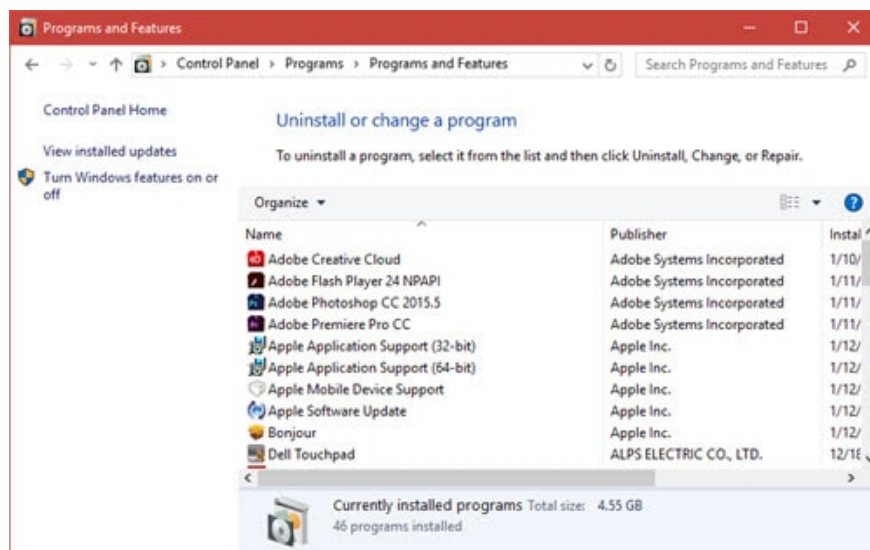 Programs and Features
Control Panel > Programs > Programs and Features
Search Programs and Features
Control Panel Home
View installed updates
Turn Windows features on or
off
Uninstall or change a program
To uninstall a program, select it from the list and then click Uninstall, Change, or Repair.
Organize
Name Publisher Instal
Adobe Creative Cloud Adobe Systems Incorporated 1/10/
Adobe Flash Player 24 NPAPI Adobe Systems Incorporated 1/11/
Adobe Photoshop CC 2015.5 Adobe Systems Incorporated 1/11/
Adobe Premiere Pro CC Adobe Systems Incorporated 1/11/
Apple Application Support (32-bit) Apple Inc. 1/12/
Apple Application Support (64-bit) Apple Inc. 1/12/
Apple Mobile Device Support Apple Inc. 1/12/
Apple Software Update Apple Inc. 1/12/
Bonjour Apple Inc. 1/12/
Dell Touchpad ALPS ELECTRIC CO., LTD. 12/18
Currently installed programs Total size: 4.55 GB
46 programs installed